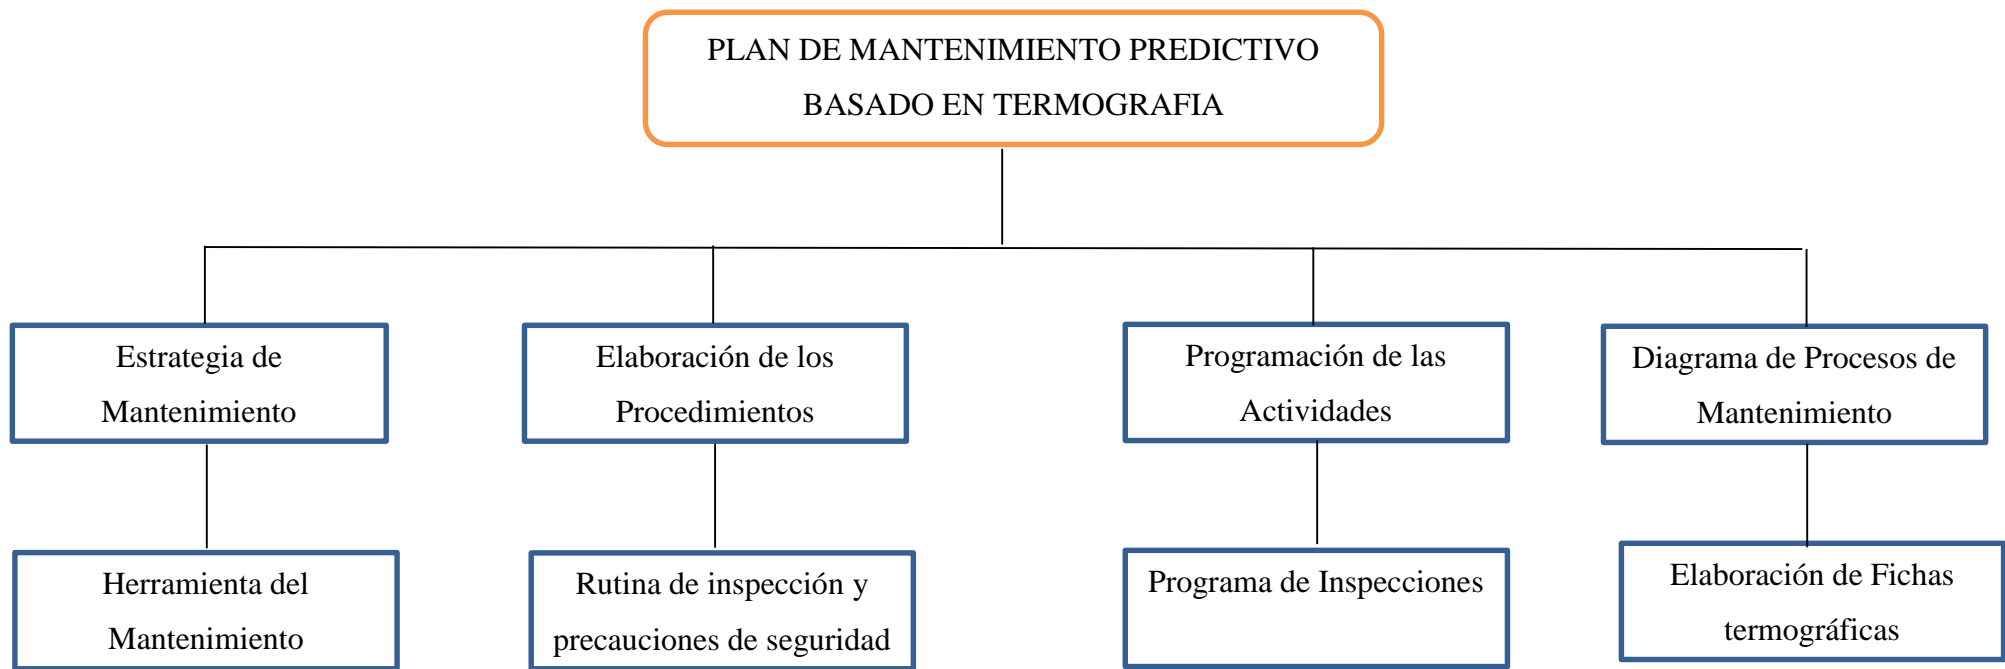 PLAN DE MANTENIMIENTO PREDICTIVO
BASADO EN TERMOGRAFIA
Estrategia de
Mantenimiento
Elaboración de los
Procedimientos
Programación de las
Actividades
Diagrama de Procesos de
Mantenimiento
Herramienta del
Mantenimiento
Rutina de inspección y
precauciones de seguridad
Programa de Inspecciones
Elaboración de Fichas
termográficas